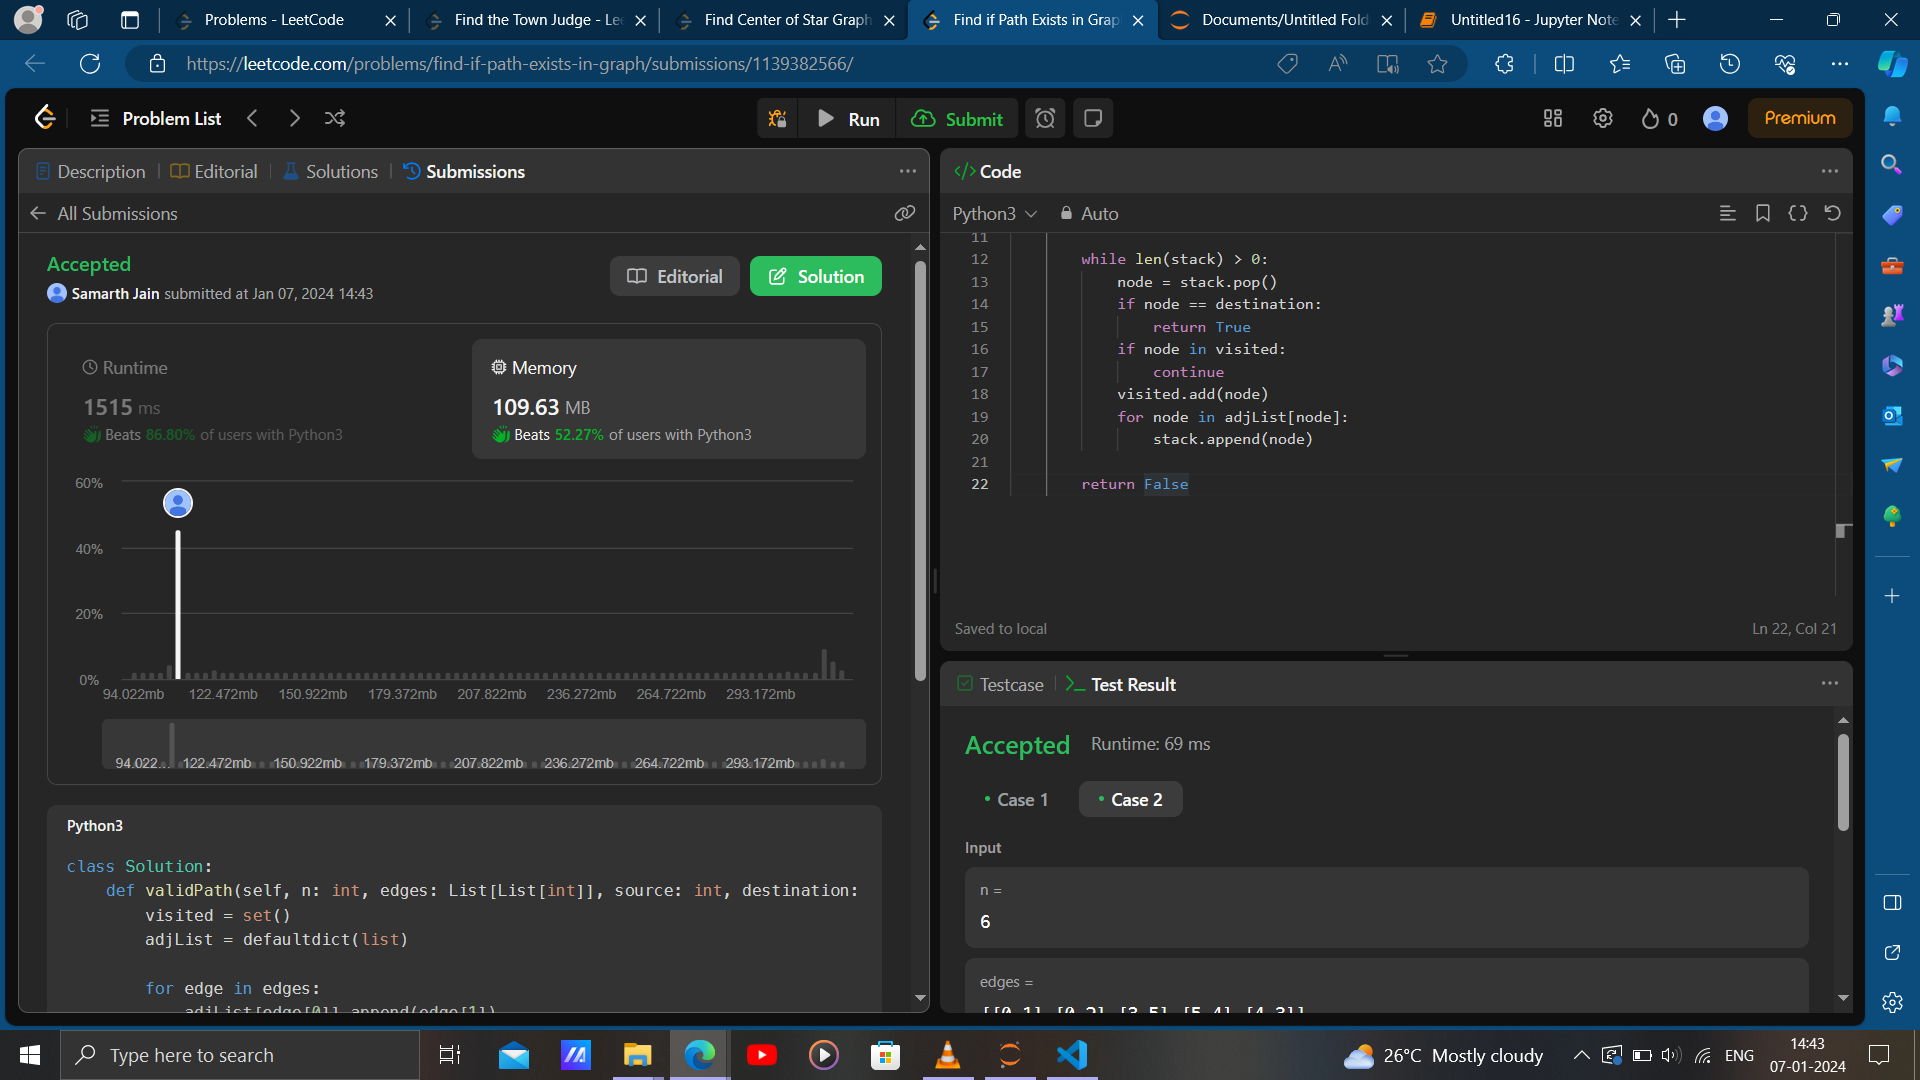 Problems - LeetCode
Find the Town Judge - Lee
Find Center of Star Graph
Find if Path Exists in Grap
Documents/Untitled Fold
Untitled16 - Jupyter Note
https://leetcode.com/problems/find-if-path-exists-in-graph/submissions/1139382566/
Problem List
Run
Submit
0
Premium
Description
Editorial
Solutions
Submissions
All Submissions
Accepted
Samarth Jain submitted at Jan 07, 2024 14:43
Editorial
Solution
Runtime
1515 ms
Beats 86.80% of users with Python3
Memory
109.63 MB
Beats 52.27% of users with Python3
60%
40%
20%
0%
94.022mb 122.472mb 150.922mb 179.372mb 207.822mb 236.272mb 264.722mb 293.172mb
94.022... 122.472mb 150.922mb 179.372mb 207.822mb 236.272mb 264.722mb 293.172mb
Python3
class Solution:
def validPath(self, n: int, edges: List[List[int]], source: int, destination:
visited = set()
adjList = defaultdict(list)
for edge in edges:
adjList[edge[0]].append(edge[1])
Code
Python3
Auto
11
12 while len(stack) > 0:
13 node = stack.pop()
14 if node == destination:
15 return True
16 if node in visited:
17 continue
18 visited.add(node)
19 for node in adjList[node]:
20 stack.append(node)
21
22 return False
Saved to local
Ln 22, Col 21
Testcase
Test Result
Accepted Runtime: 69 ms
Case 1
Case 2
Input
n =
6
edges =
[[0,1],[0,2],[3,5],[5,4],[4,3]]
Type here to search
26°C Mostly cloudy
ENG
14:43
07-01-2024